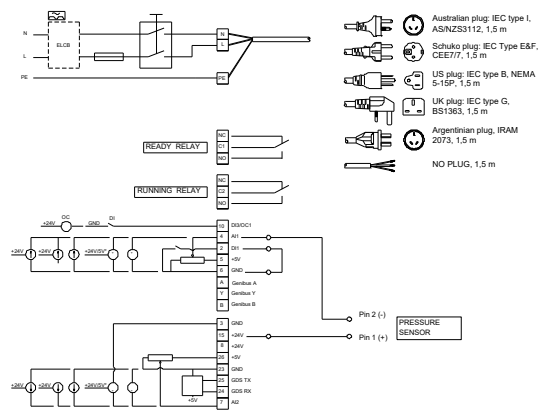 N
ELCB
L
PE
N
L
PE
Australian plug: IEC type I,
AS/NZS3112, 1,5 m
Schuko plug: IEC Type E&F,
CEE7/7, 1,5 m
US plug: IEC type B, NEMA
5-15P, 1,5 m
UK plug: IEC type G,
BS1363, 1,5 m
Argentinian plug, IRAM
2073, 1,5 m
NO PLUG, 1,5 m
READY RELAY
NC
C1
NO
RUNNING RELAY
NC
C2
NO
+24V
OC
GND
DI
10 DI3/OC1
4 AI1
2 DI1
5 +5V
6 GND
A Genibus A
Y Genibus Y
B Genibus B
+24V +24V +24V +24V/5V*
3 GND
15 +24V
8 +24V
26 +5V
23 GND
25 GDS TX
24 GDS RX
7 AI2
+24V +24V +24V +24V/5V*
+5V
Pin 2 (-)
Pin 1 (+)
PRESSURE
SENSOR